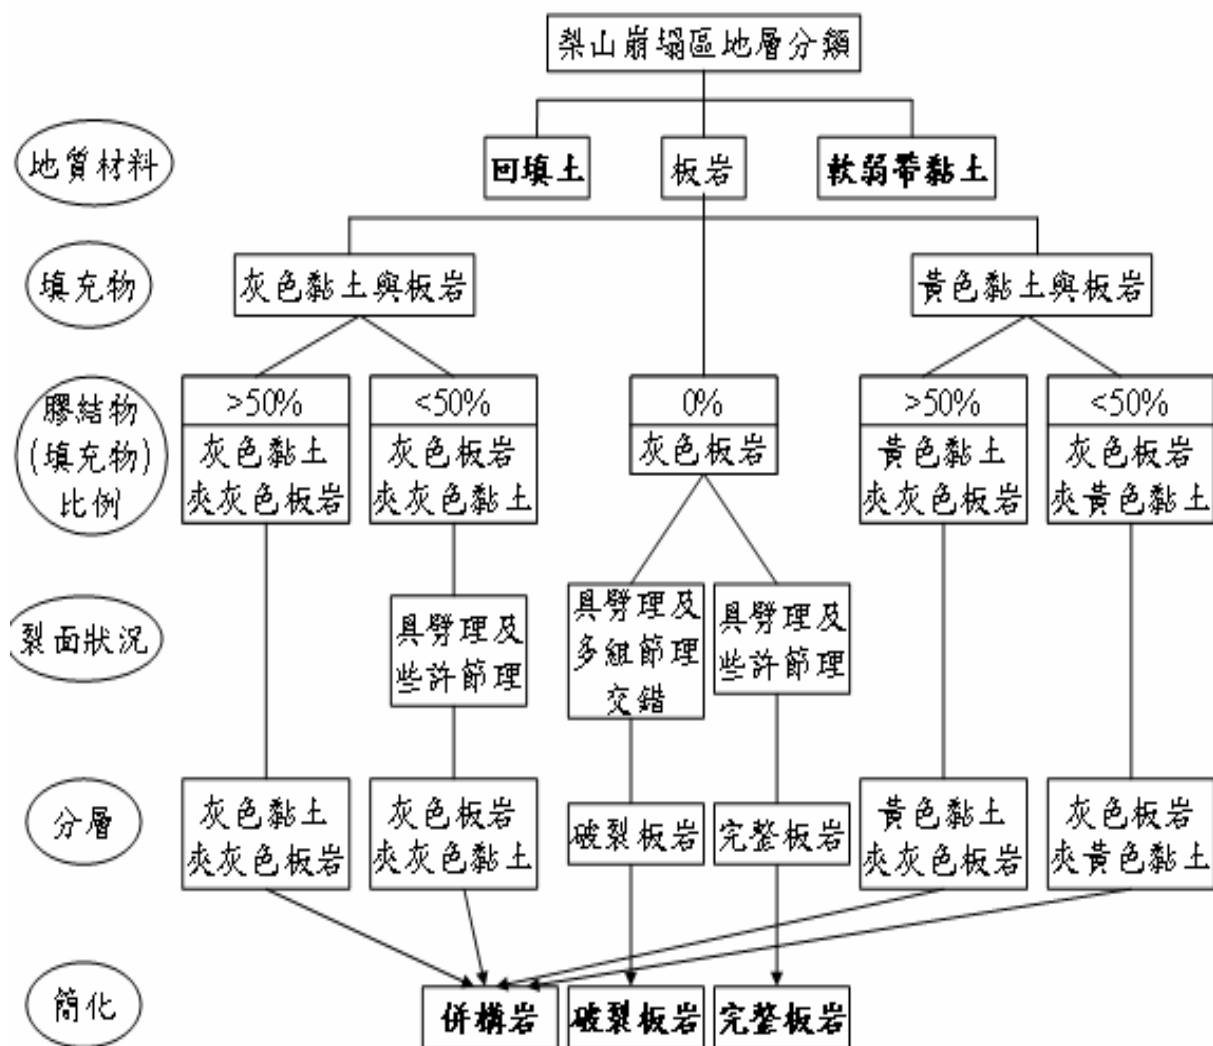 梨山崩塌區地層分類
地質材料
回填土
板岩
軟弱帶黏土
填充物
灰色黏土與板岩
黃色黏土與板岩
膠結物
(填充物)
比例
>50%
灰色黏土
夾灰色板岩
<50%
灰色板岩
夾灰色黏土
0%
灰色板岩
>50%
黃色黏土
夾灰色板岩
<50%
灰色板岩
夾黃色黏土
裂面狀況
具劈理及
些許節理
具劈理及
多組節理
交錯
具劈理及
些許節理
分層
灰色黏土
夾灰色板岩
灰色板岩
夾灰色黏土
破裂板岩
完整板岩
黃色黏土
夾灰色板岩
灰色板岩
夾黃色黏土
簡化
併構岩
破裂板岩
完整板岩